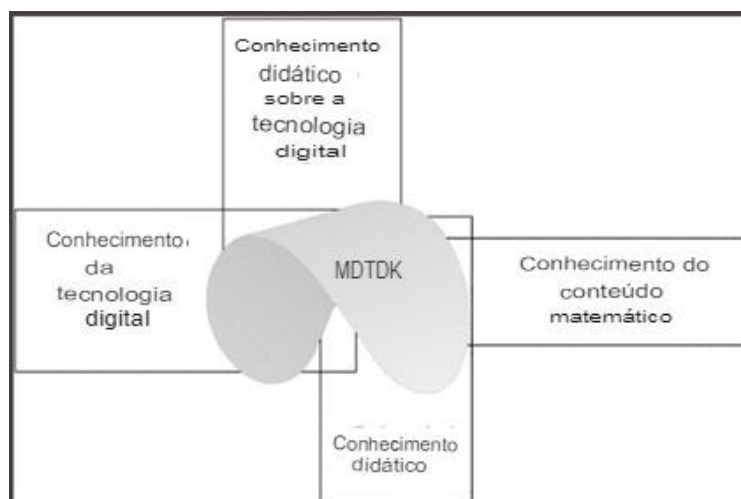 Conhecimento
didático
sobre a
tecnologia
digital
Conhecimento
da
tecnologia
digital
MDTDK
Conhecimento do
conteúdo
matemático
Conhecimento
didático